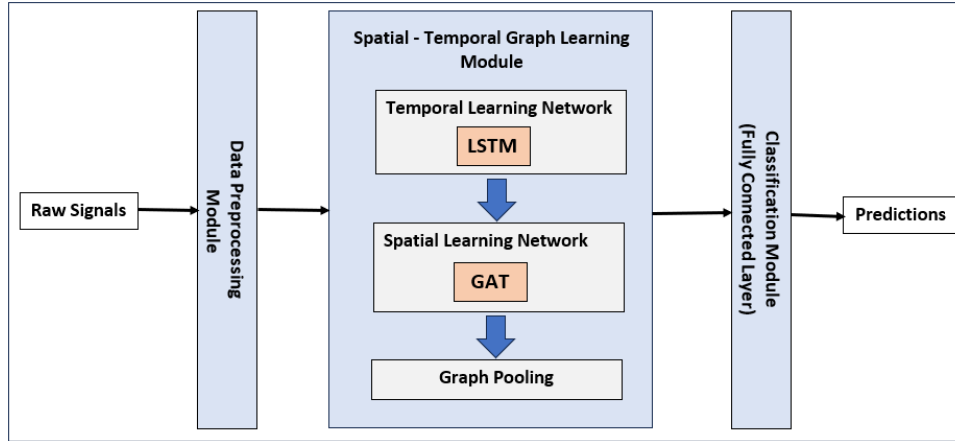 Raw Signals
Data Preprocessing
Module
Spatial - Temporal Graph Learning
Module
Temporal Learning Network
LSTM
Spatial Learning Network
GAT
Graph Pooling
Classification Module
(Fully Connected Layer)
Predictions